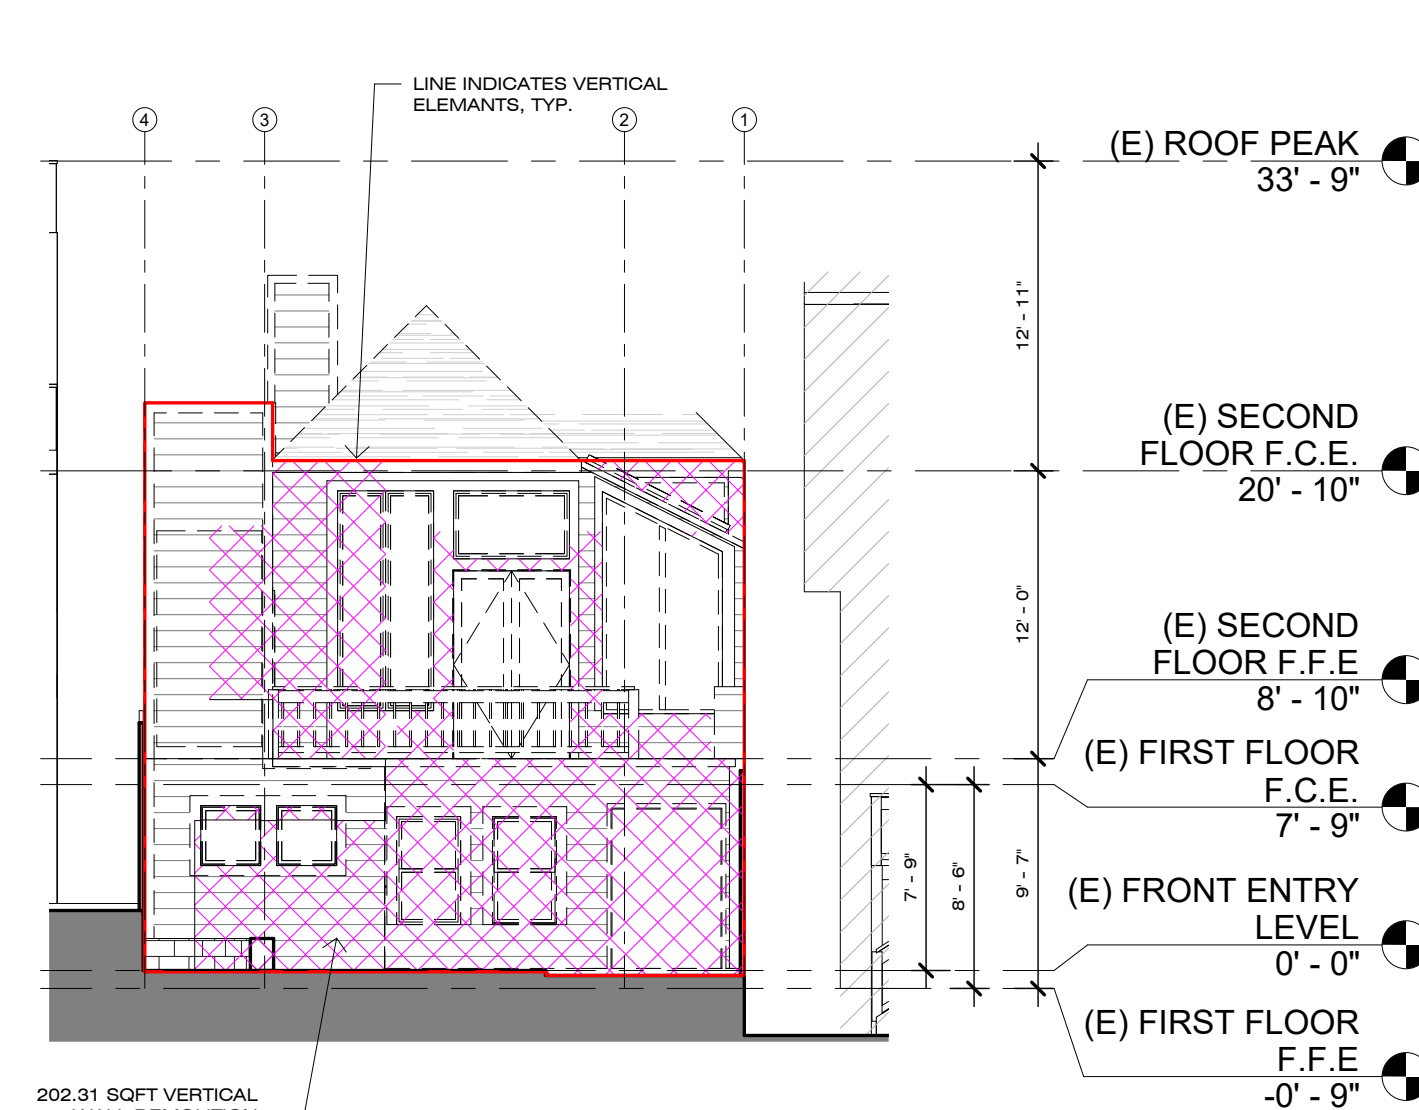 LINE INDICATES VERTICAL
ELEMANTS, TYP.
4
3
2
1
(E) ROOF PEAK
33' - 9"
12' - 11"
(E) SECOND
FLOOR F.C.E.
20' - 10"
12' - 0"
(E) SECOND
FLOOR F.F.E
8' - 10"
(E) FIRST FLOOR
F.C.E.
7' - 9"
7' - 9"
8' - 6"
9' - 7"
(E) FRONT ENTRY
LEVEL
0' - 0"
(E) FIRST FLOOR
F.F.E
-0' - 9"
202.31 SQFT VERTICAL
WALL DEMOLITION